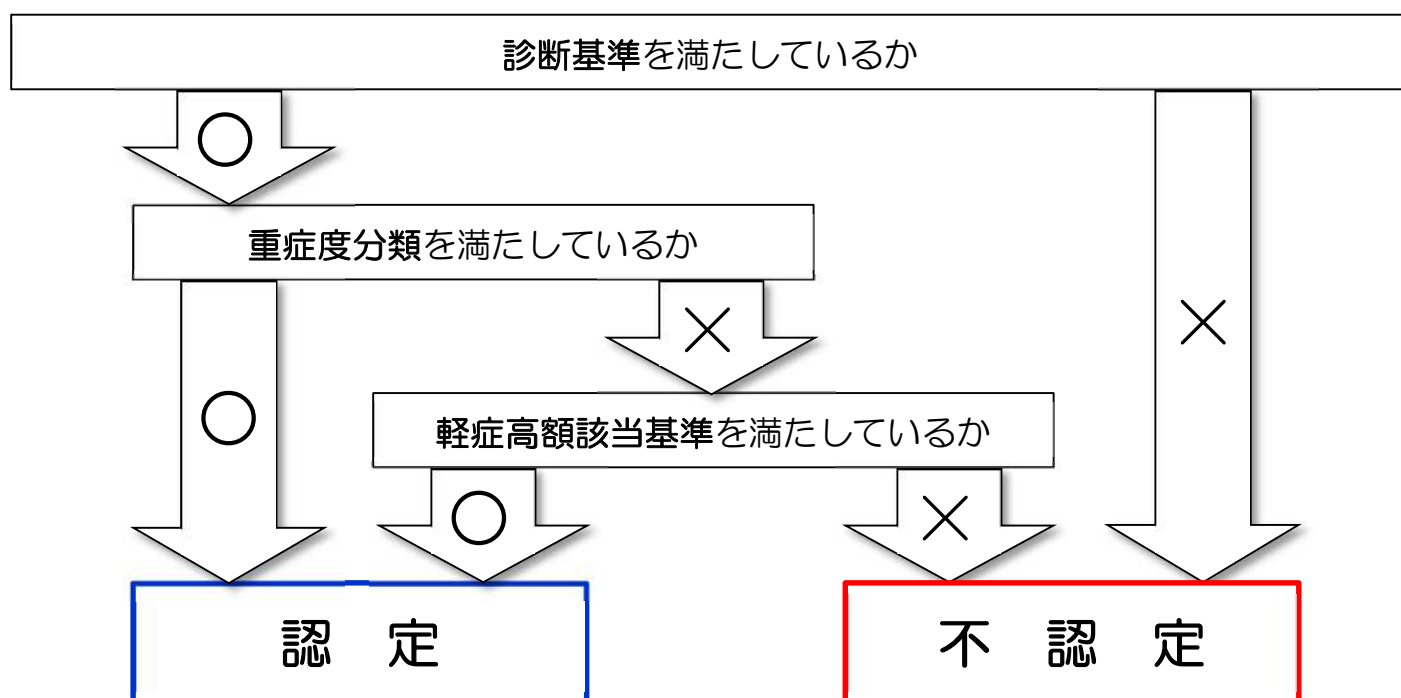 診断基準を満たしているか
○
重症度分類を満たしているか
×
×
○
軽症高額該当基準を満たしているか
○
×
認 定
不 認 定